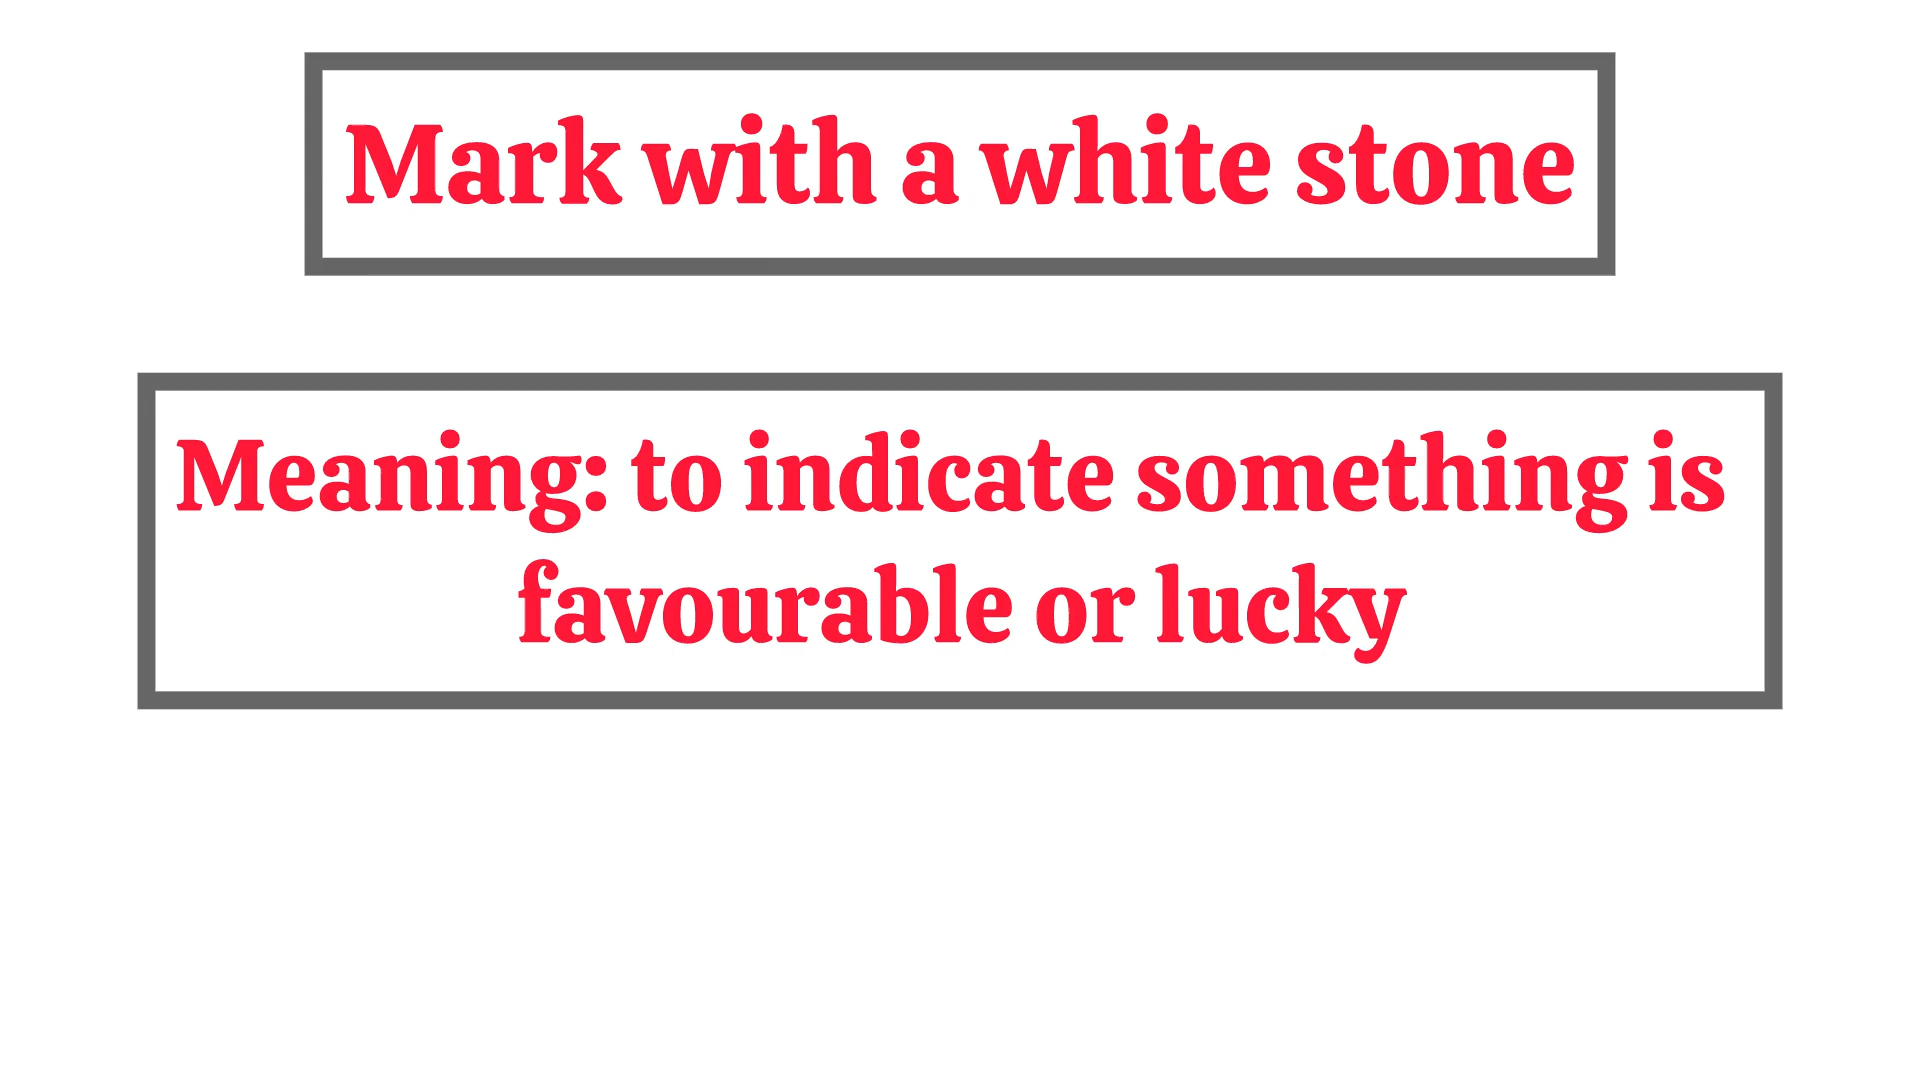 Mark with a white stone
Meaning: to indicate something is
favourable or lucky